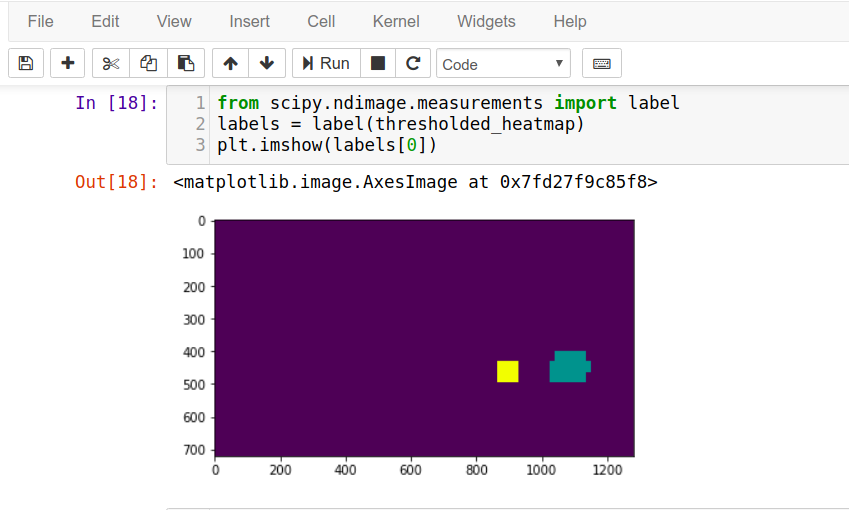 File Edit View Insert Cell Kernel Widgets Help
Run Code
In [18]: 1 from scipy.ndimage.measurements import label
2 labels = label(thresholded_heatmap)
3 plt.imshow(labels[0])
Out[18]: <matplotlib.image.AxesImage at 0x7fd27f9c85f8>
0
100
200
300
400
500
600
700
0 200 400 600 800 1000 1200